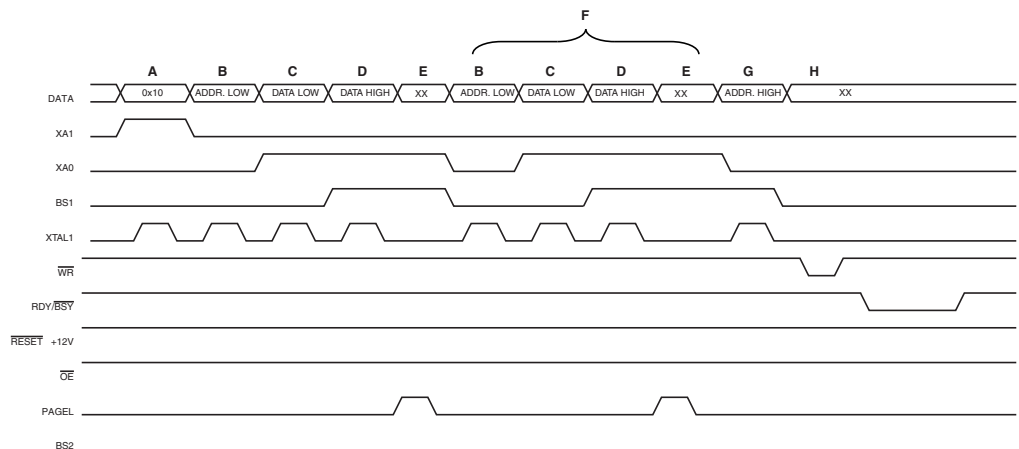 F
A B C D E B C D E G H
DATA 0x10 ADDR. LOW DATA LOW DATA HIGH XX ADDR. LOW DATA LOW DATA HIGH XX ADDR. HIGH XX
XA1
XA0
BS1
XTAL1
WR
RDY/BSY
RESET +12V
OE
PAGEL
BS2